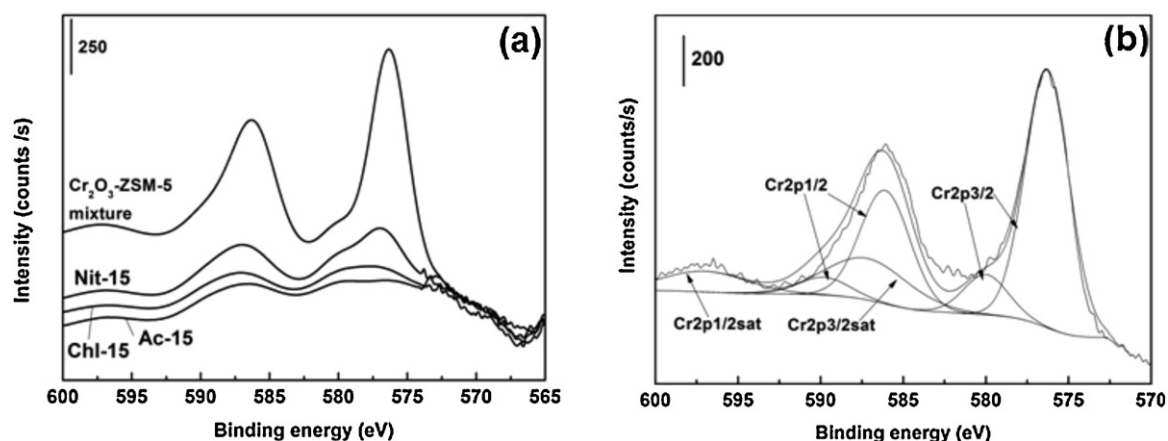 (a)
250
Intensity (counts /s)
Cr₂O₃-ZSM-5
mixture
Nit-15
Chl-15
Ac-15
600 595 590 585 580 575 570 565
Binding energy (eV)
(b)
200
Intensity (counts/s)
Cr2p1/2
Cr2p3/2
Cr2p1/2sat
Cr2p3/2sat
600 595 590 585 580 575 570
Binding energy (eV)